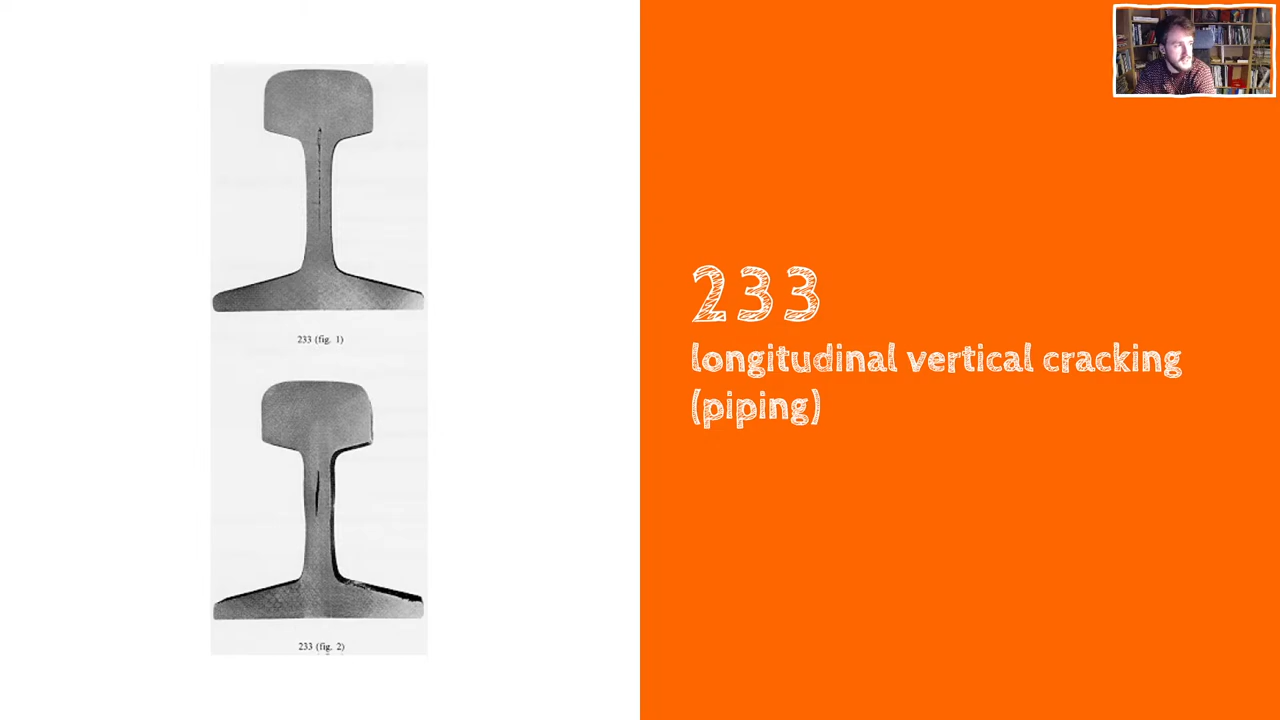 233 (fig. 1)
233 (fig. 2)
233
longitudinal vertical cracking
(piping)